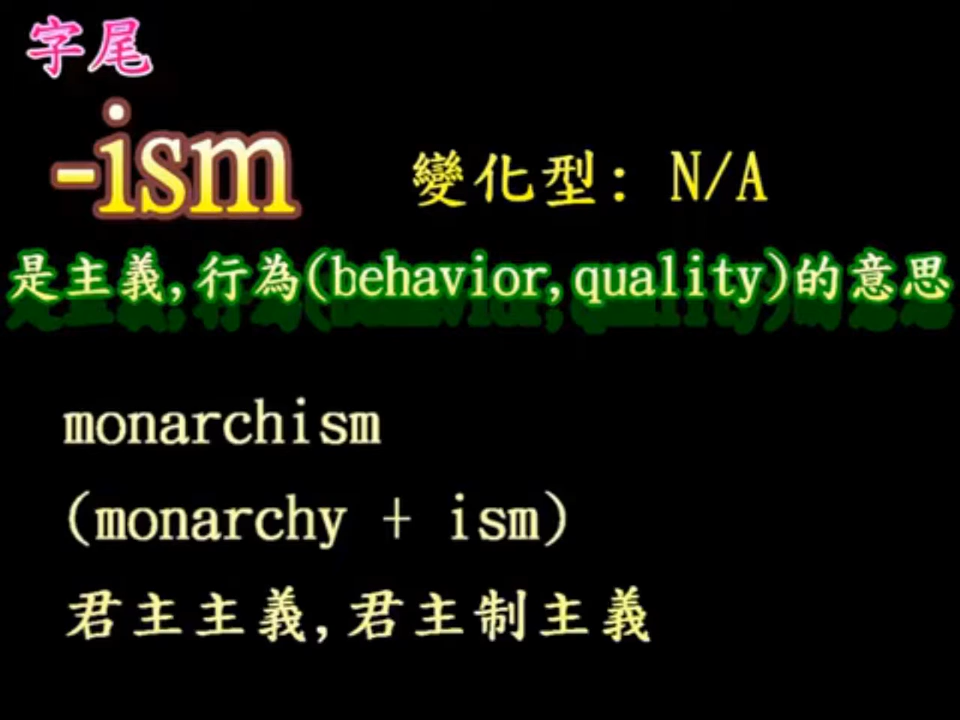 字尾
-ism 變化型: N/A
是主義,行為(behavior,quality)的意思
monarchism
(monarchy + ism)
君主主義,君主制主義